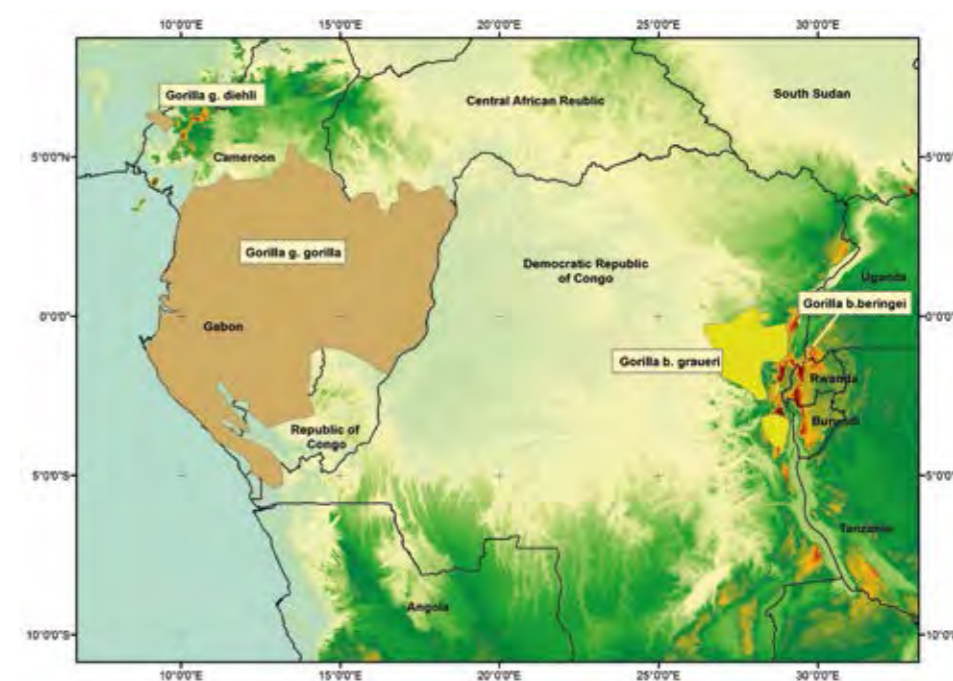 10°0'0"E 15°0'0"E 20°0'0"E 25°0'0"E 30°0'0"E
Gorilla g. diehli
Central African Reublic
South Sudan
5°0'0"N
Cameroon
5°0'0"N
Gorilla g. gorilla
Democratic Republic
of Congo
Uganda
Gorilla b.beringei
0°0'0"
Gabon
0°0'0"
Gorilla b. graueri
Rwanda
Burundi
Republic of
Congo
5°0'0"S
5°0'0"S
Tanzania
Angola
10°0'0"S
10°0'0"S
10°0'0"E 15°0'0"E 20°0'0"E 25°0'0"E 30°0'0"E